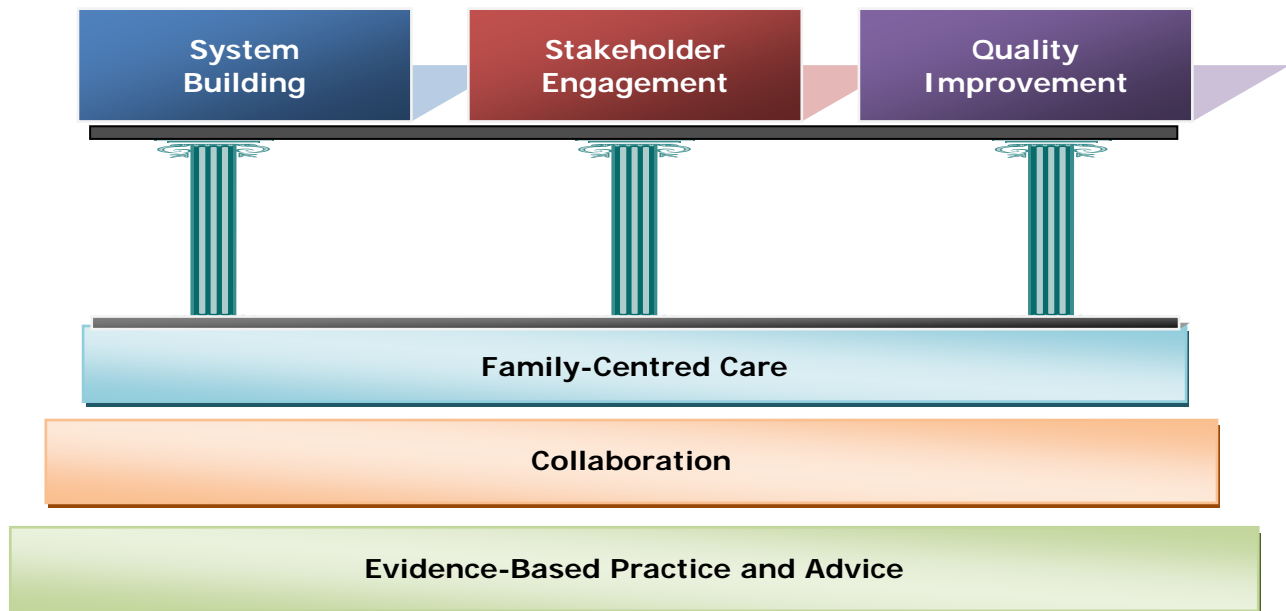 System
Building
Stakeholder
Engagement
Quality
Improvement
Family-Centred Care
Collaboration
Evidence-Based Practice and Advice